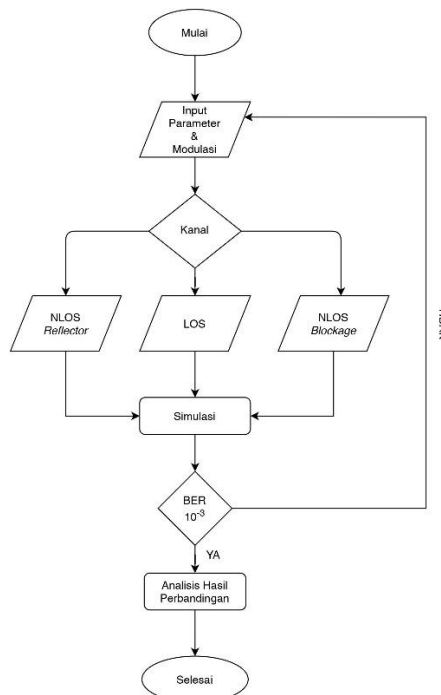 Mulai
Input
Parameter
&
Modulasi
Kanal
NLOS
Reflector
LOS
NLOS
Blockage
Simulasi
BER
10-3
YA
Analisis Hasil
Perbandingan
Selesai